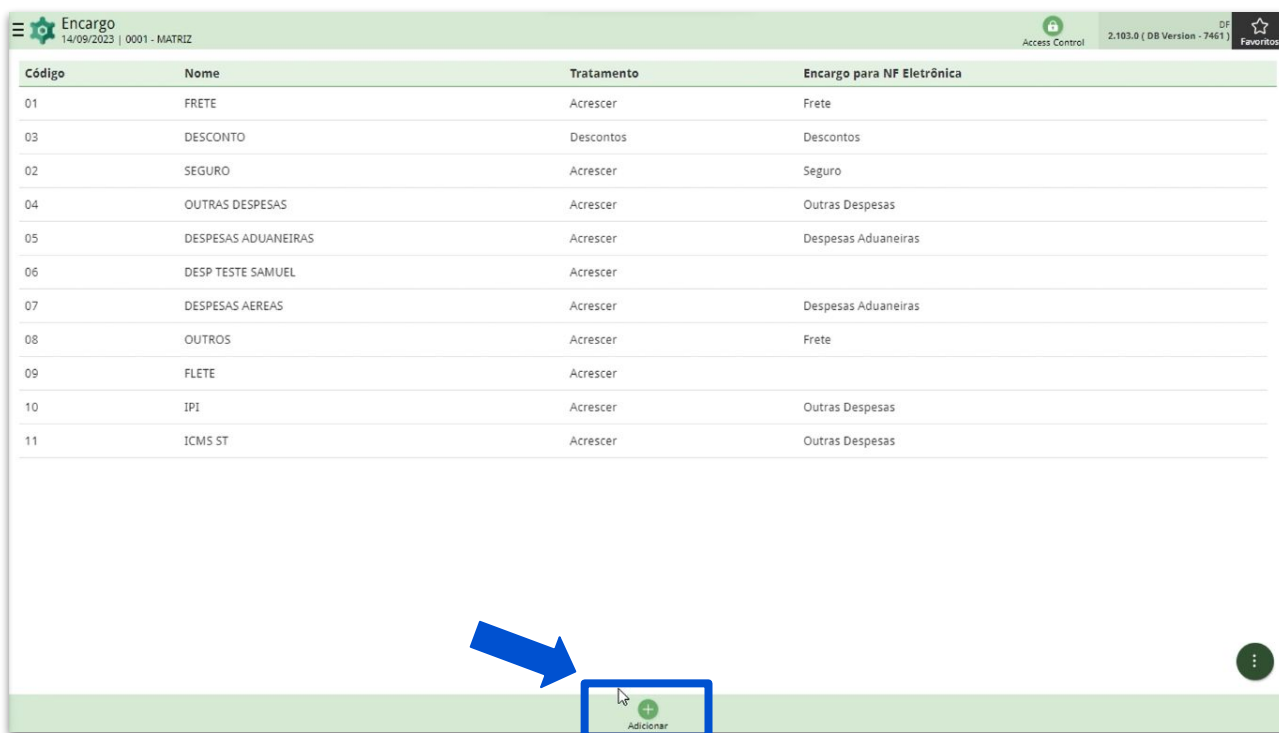 Encargo
14/09/2023 | 0001 - MATRIZ
Access Control
DF
2.103.0 ( DB Version - 7461 )
Favoritos
Código Nome Tratamento Encargo para NF Eletrônica
01 FRETE Acrescer Frete
03 DESCONTO Descontos Descontos
02 SEGURO Acrescer Seguro
04 OUTRAS DESPESAS Acrescer Outras Despesas
05 DESPESAS ADUANEIRAS Acrescer Despesas Aduaneiras
06 DESP TESTE SAMUEL Acrescer
07 DESPESAS AEREAS Acrescer Despesas Aduaneiras
08 OUTROS Acrescer Frete
09 FLETE Acrescer
10 IPI Acrescer Outras Despesas
11 ICMS ST Acrescer Outras Despesas
Adicionar